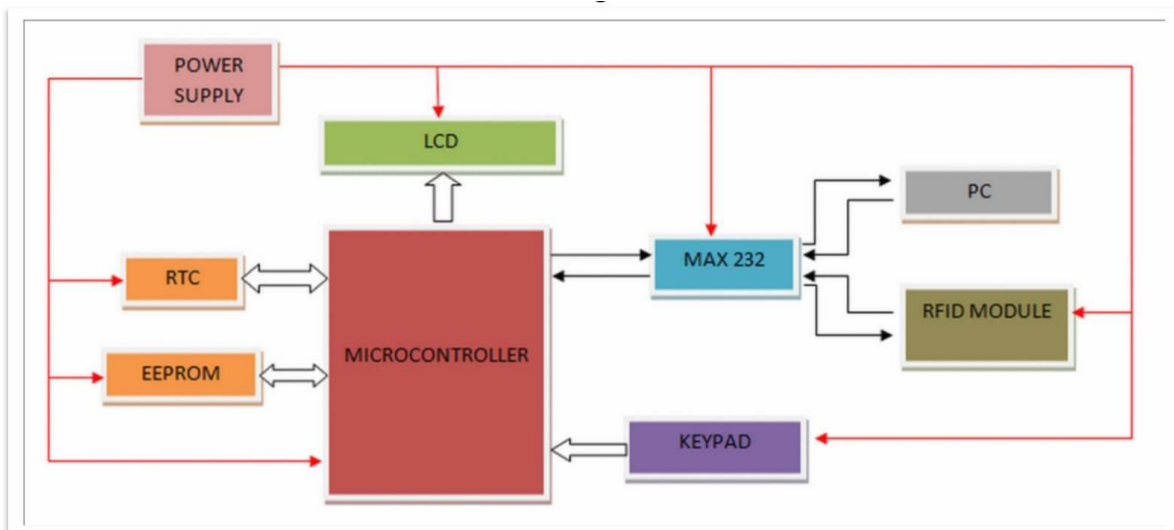 POWER
SUPPLY
LCD
PC
RTC
MAX 232
RFID MODULE
MICROCONTROLLER
EEPROM
KEYPAD